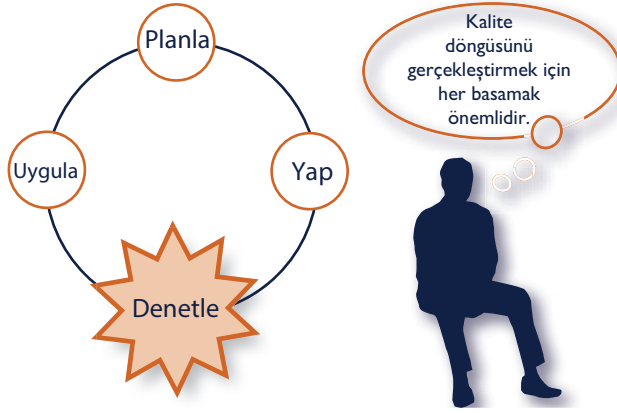 Planla
Uygula
Yap
Denetle
Kalite
döngüsünü
gerçekleştirmek için
her basamak
önemlidir.